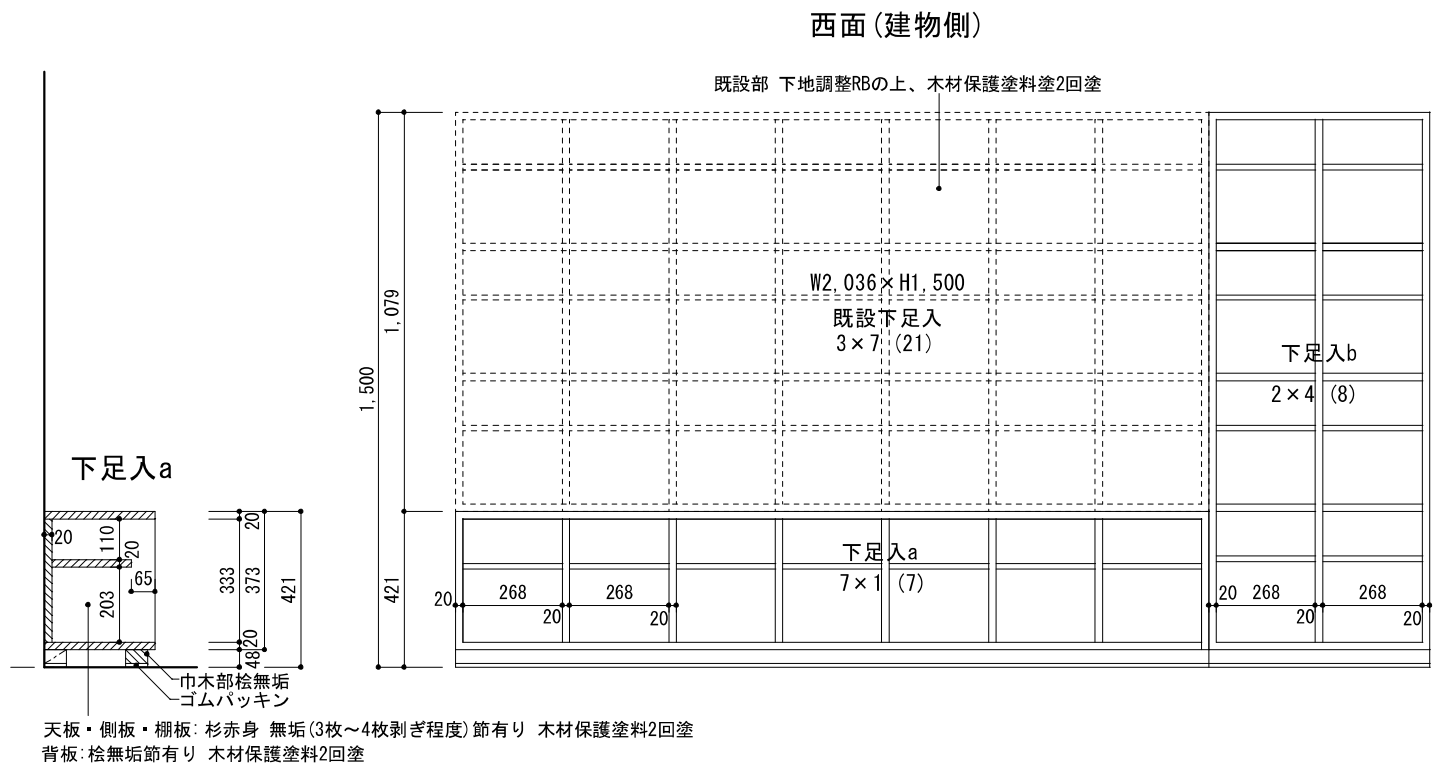 西面(建物側)
既設部 下地調整RBの上、木材保護塗料塗2回塗
1,079
1,500
421
W2,036×H1,500
既設下足入
3×7 (21)
下足入b
2×4 (8)
下足入a
20
110
20
65
203
20
333
373
421
20
48
巾木部桧無垢
ゴムパッキン
下足入a
7×1 (7)
20
268
20
268
20
20
268
20
268
20
天板・側板・棚板:杉赤身 無垢(3枚～4枚剥ぎ程度)節有り 木材保護塗料2回塗
背板:桧無垢節有り 木材保護塗料2回塗